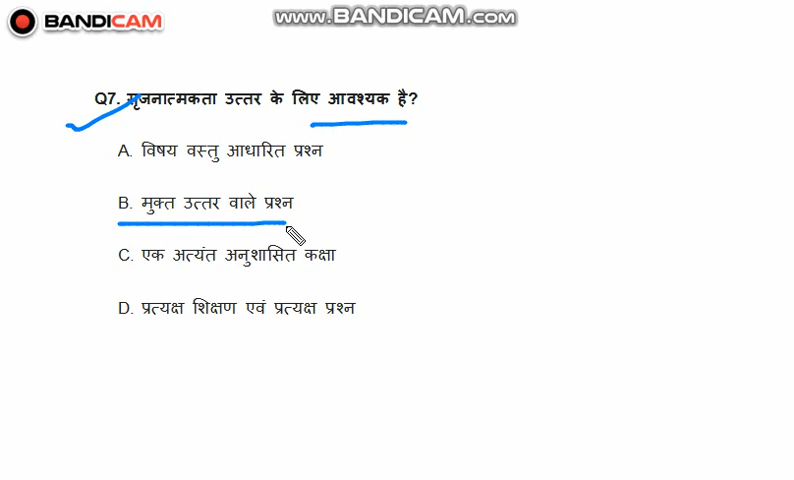 BANDICAM
www.BANDICAM.com
Q7. सृजनात्मकता उत्तर के लिए आवश्यक है?
A. विषय वस्तु आधारित प्रश्न
B. मुक्त उत्तर वाले प्रश्न
C. एक अत्यंत अनुशासित कक्षा
D. प्रत्यक्ष शिक्षण एवं प्रत्यक्ष प्रश्न